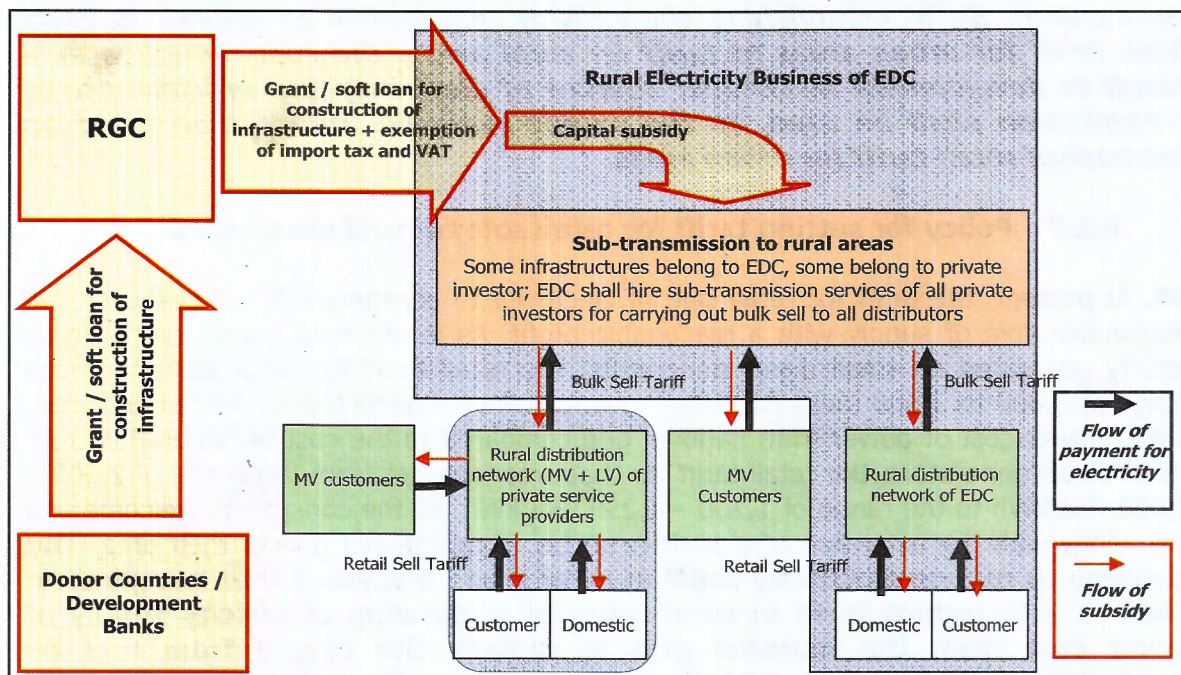 RGC
Grant / soft loan for
construction of
infrastructure + exemption
of import tax and VAT
Rural Electricity Business of EDC
Capital subsidy
Sub-transmission to rural areas
Some infrastructures belong to EDC, some belong to private
investor; EDC shall hire sub-transmission services of all private
investors for carrying out bulk sell to all distributors
Grant / soft loan for
construction of
infrastructure
Bulk Sell Tariff
Bulk Sell Tariff
MV customers
Rural distribution
network (MV + LV) of
private service
providers
MV
Customers
Rural distribution
network of EDC
Retail Sell Tariff
Retail Sell Tariff
Customer
Domestic
Domestic
Customer
Donor Countries /
Development
Banks
Flow of
payment for
electricity
Flow of
subsidy